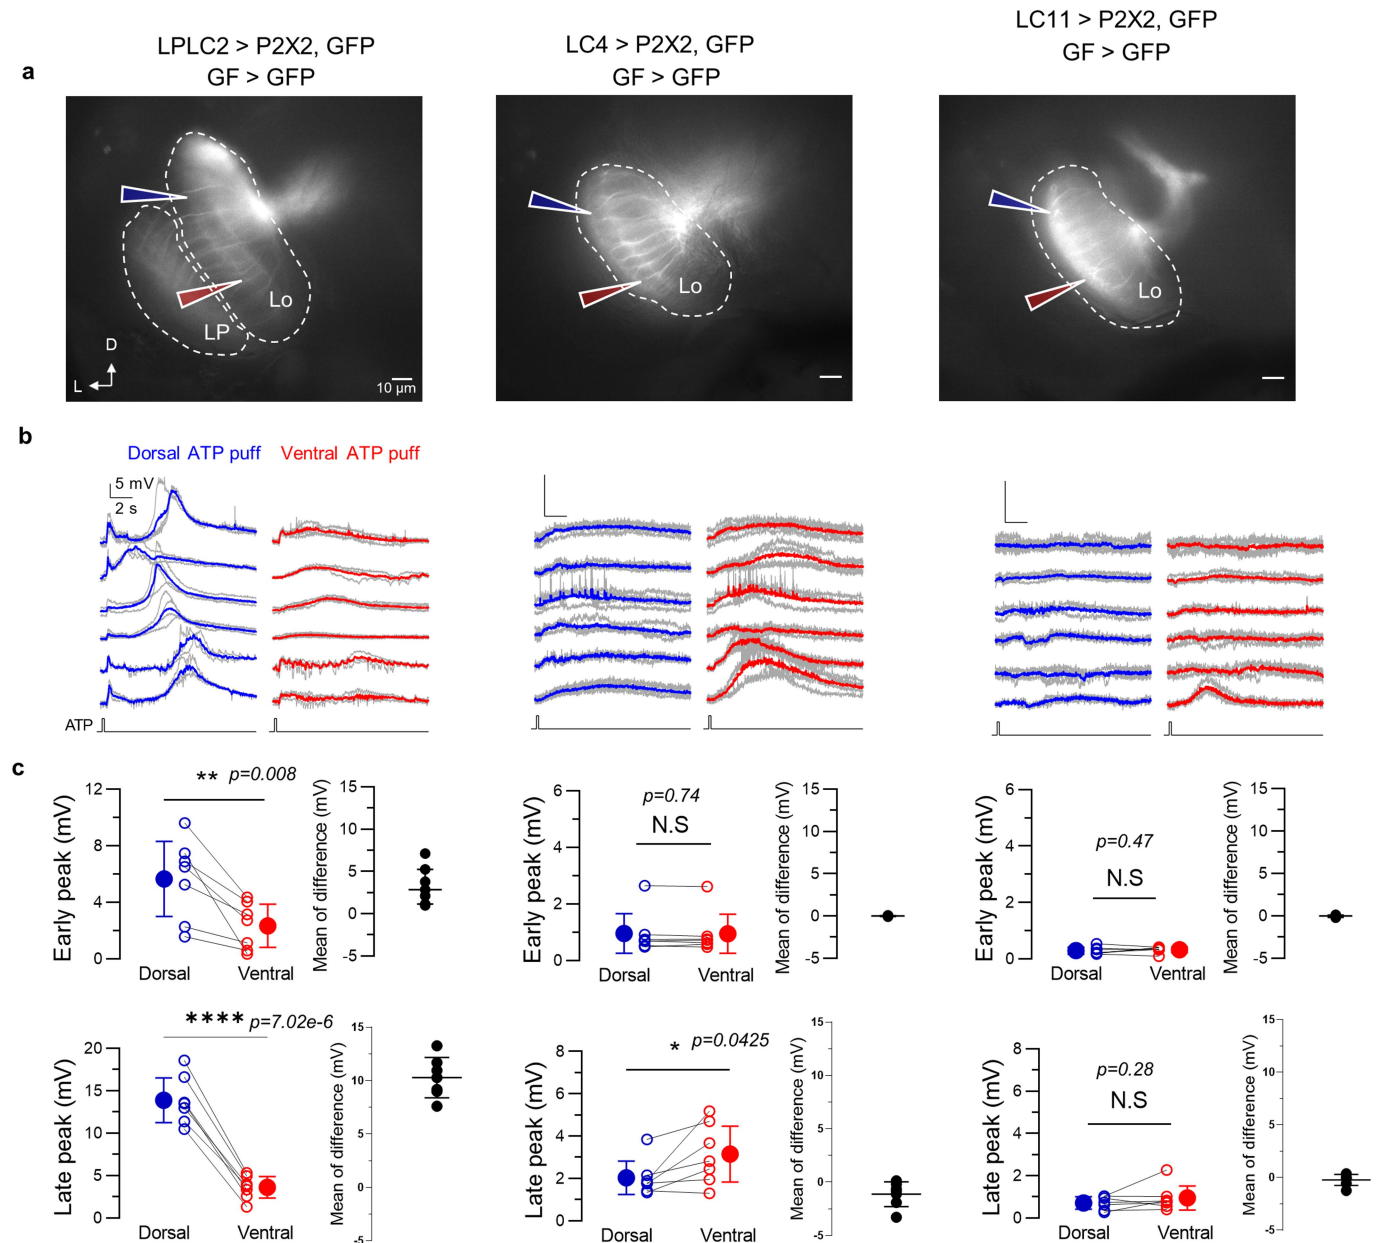 LPLC2 > P2X2, GFP
GF > GFP
LC4 > P2X2, GFP
GF > GFP
LC11 > P2X2, GFP
GF > GFP
a
Lo
LP
D
L
10 µm
Lo
Lo
b
Dorsal ATP puff
Ventral ATP puff
5 mV
2 s
ATP
c
Early peak (mV)
12
8
4
0
** p=0.008
Dorsal
Ventral
Mean of difference (mV)
15
10
5
0
-5
Early peak (mV)
6
4
2
0
p=0.74
N.S
Dorsal
Ventral
Mean of difference (mV)
15
10
5
0
-5
Early peak (mV)
6
4
2
0
p=0.47
N.S
Dorsal
Ventral
Mean of difference (mV)
15
10
5
0
-5
Late peak (mV)
20
15
10
5
0
**** p=7.02e-6
Dorsal
Ventral
Mean of difference (mV)
15
10
5
0
-5
Late peak (mV)
8
6
4
2
0
* p=0.0425
Dorsal
Ventral
Mean of difference (mV)
15
10
5
0
-5
Late peak (mV)
8
6
4
2
0
p=0.28
N.S
Dorsal
Ventral
Mean of difference (mV)
15
10
5
0
-5